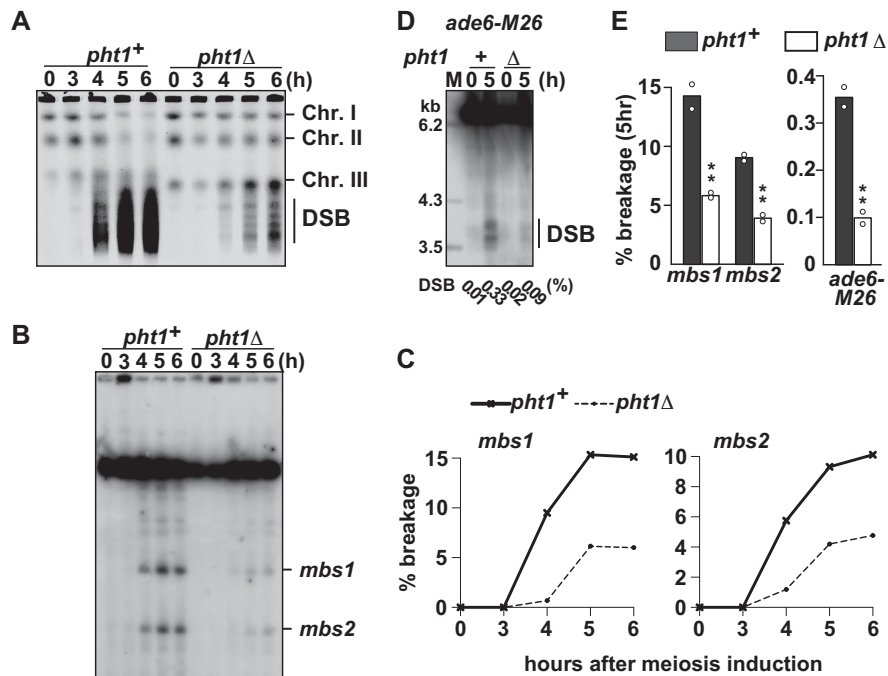 A
pht1+ pht1Δ
0 3 4 5 6 0 3 4 5 6 (h)
Chr. I
Chr. II
Chr. III
DSB
B
pht1+ pht1Δ
0 3 4 5 6 0 3 4 5 6 (h)
mbs1
mbs2
D
ade6-M26
pht1 + Δ
M 0 5 0 5 (h)
kb
6.2
4.3
3.5
DSB
DSB 0.01 0.33 0.02 0.09 (%)
E
pht1+ pht1Δ
% breakage (5hr)
15
10
5
0
**
**
mbs1 mbs2
0.4
0.3
0.2
0.1
0
**
ade6-
M26
C
pht1+ pht1Δ
mbs1
% breakage
15
10
5
0
0 3 4 5 6
mbs2
10
8
6
4
2
0
0 3 4 5 6
hours after meiosis induction